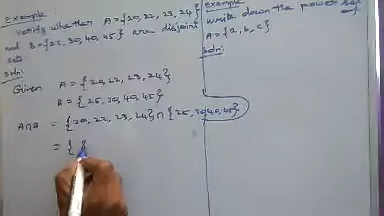 Example:
Verify whether A = {20, 22, 23, 24}
and B = {25, 30, 40, 45} are disjoint
sets
Soln:
Given A = {20, 22, 23, 24}
B = {25, 30, 40, 45}
A∩B = {20, 22, 23, 24} ∩ {25, 30, 40, 45}
= { }
example
write down the power set of
A = {a, b, c}
Soln: